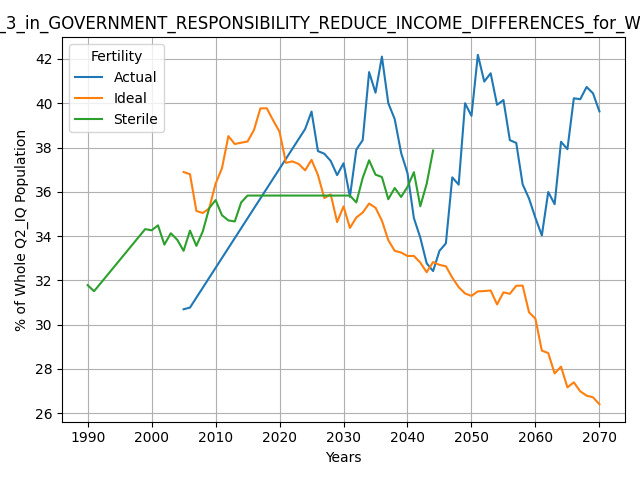 _3_in_GOVERNMENT_RESPONSIBILITY_REDUCE_INCOME_DIFFERENCES_for_W
Fertility
Actual
Ideal
Sterile
% of Whole Q2_IQ Population
42
40
38
36
34
32
30
28
26
1990 2000 2010 2020 2030 2040 2050 2060 2070
Years